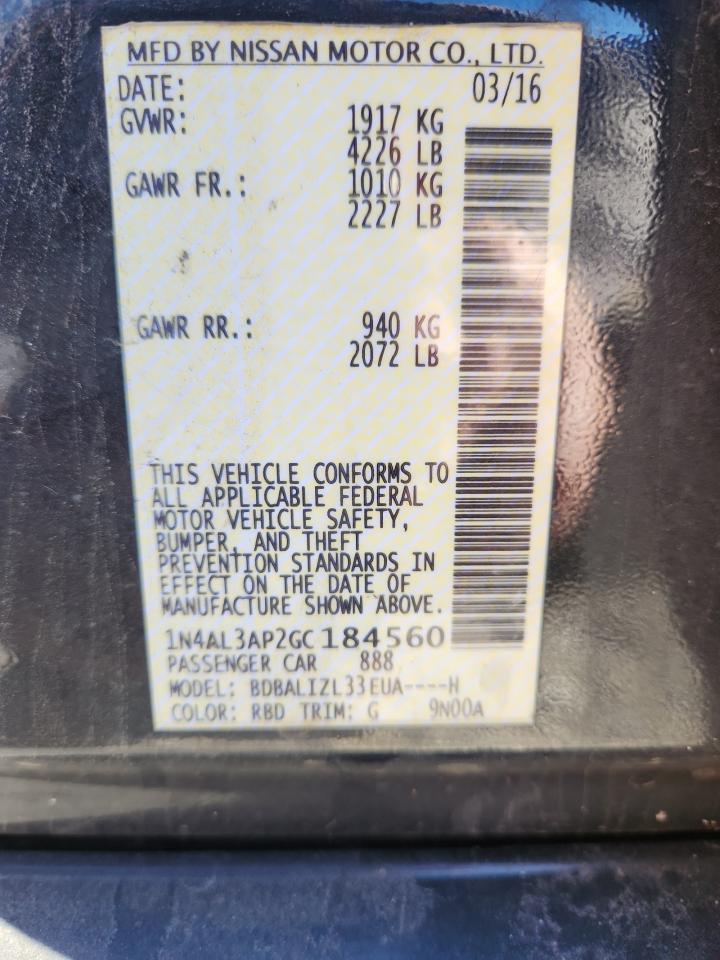 MFD BY NISSAN MOTOR CO., LTD.
DATE: 03/16
GVWR: 1917 KG
4226 LB
GAWR FR.: 1010 KG
2227 LB
GAWR RR.: 940 KG
2072 LB
THIS VEHICLE CONFORMS TO
ALL APPLICABLE FEDERAL
MOTOR VEHICLE SAFETY,
BUMPER, AND THEFT
PREVENTION STANDARDS IN
EFFECT ON THE DATE OF
MANUFACTURE SHOWN ABOVE.
1N4AL3AP2GC184560
PASSENGER CAR 888
MODEL: BDBALIZL33EUA----H
COLOR: RBD TRIM: G 9N00A